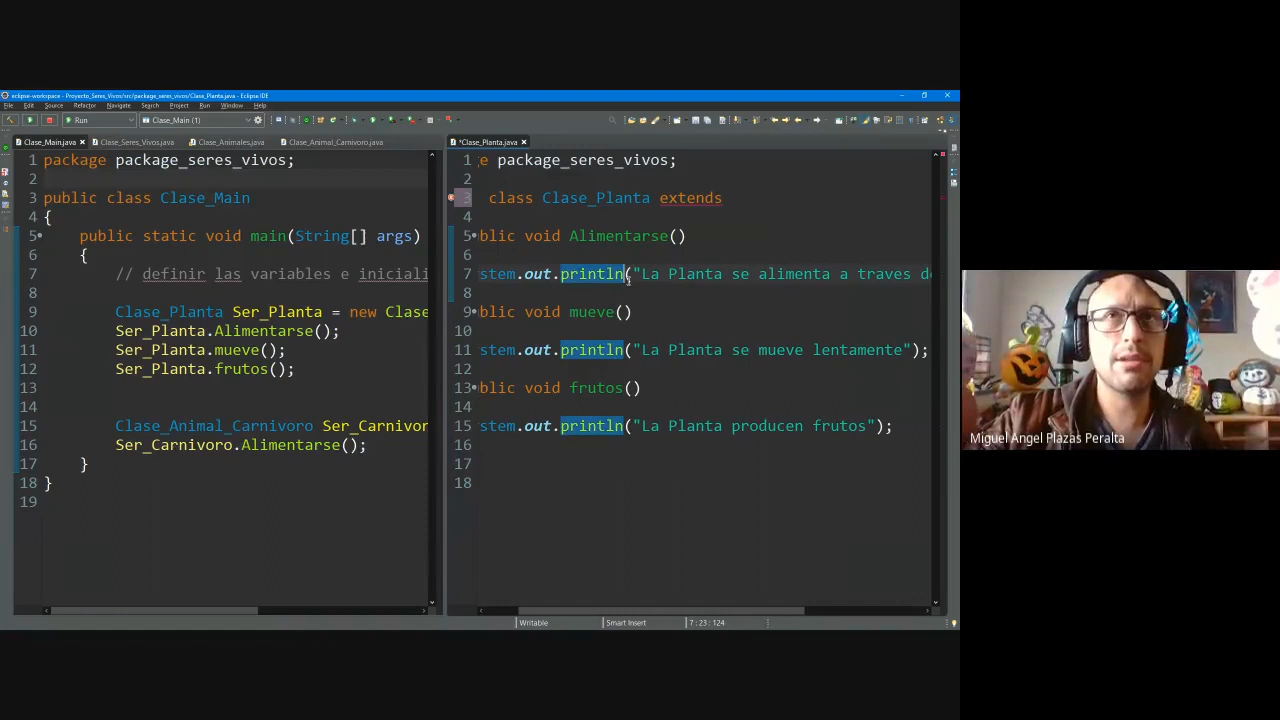 eclipse-workspace - Proyecto_Seres_Vivos/src/package_seres_vivos/Clase_Planta.java - Eclipse IDE
File Edit Source Refactor Navigate Search Project Run Window Help
Run Clase_Main (1)
Clase_Main.java Clase_Seres_Vivos.java Clase_Animales.java Clase_Animal_Carnivoro.java
1 package package_seres_vivos;
2
3 public class Clase_Main
4 {
5 public static void main(String[] args)
6 {
7 // definir las variables e iniciali
8
9 Clase_Planta Ser_Planta = new Clase
10 Ser_Planta.Alimentarse();
11 Ser_Planta.mueve();
12 Ser_Planta.frutos();
13
14
15 Clase_Animal_Carnivoro Ser_Carnivor
16 Ser_Carnivoro.Alimentarse();
17 }
18 }
19
*Clase_Planta.java
1 e package_seres_vivos;
2
3 class Clase_Planta extends
4
5 blic void Alimentarse()
6
7 stem.out.println("La Planta se alimenta a traves de
8
9 blic void mueve()
10
11 stem.out.println("La Planta se mueve lentamente");
12
13 blic void frutos()
14
15 stem.out.println("La Planta producen frutos");
16
17
18
Writable Smart Insert 7 : 23 : 124
Miguel Angel Plazas Peralta